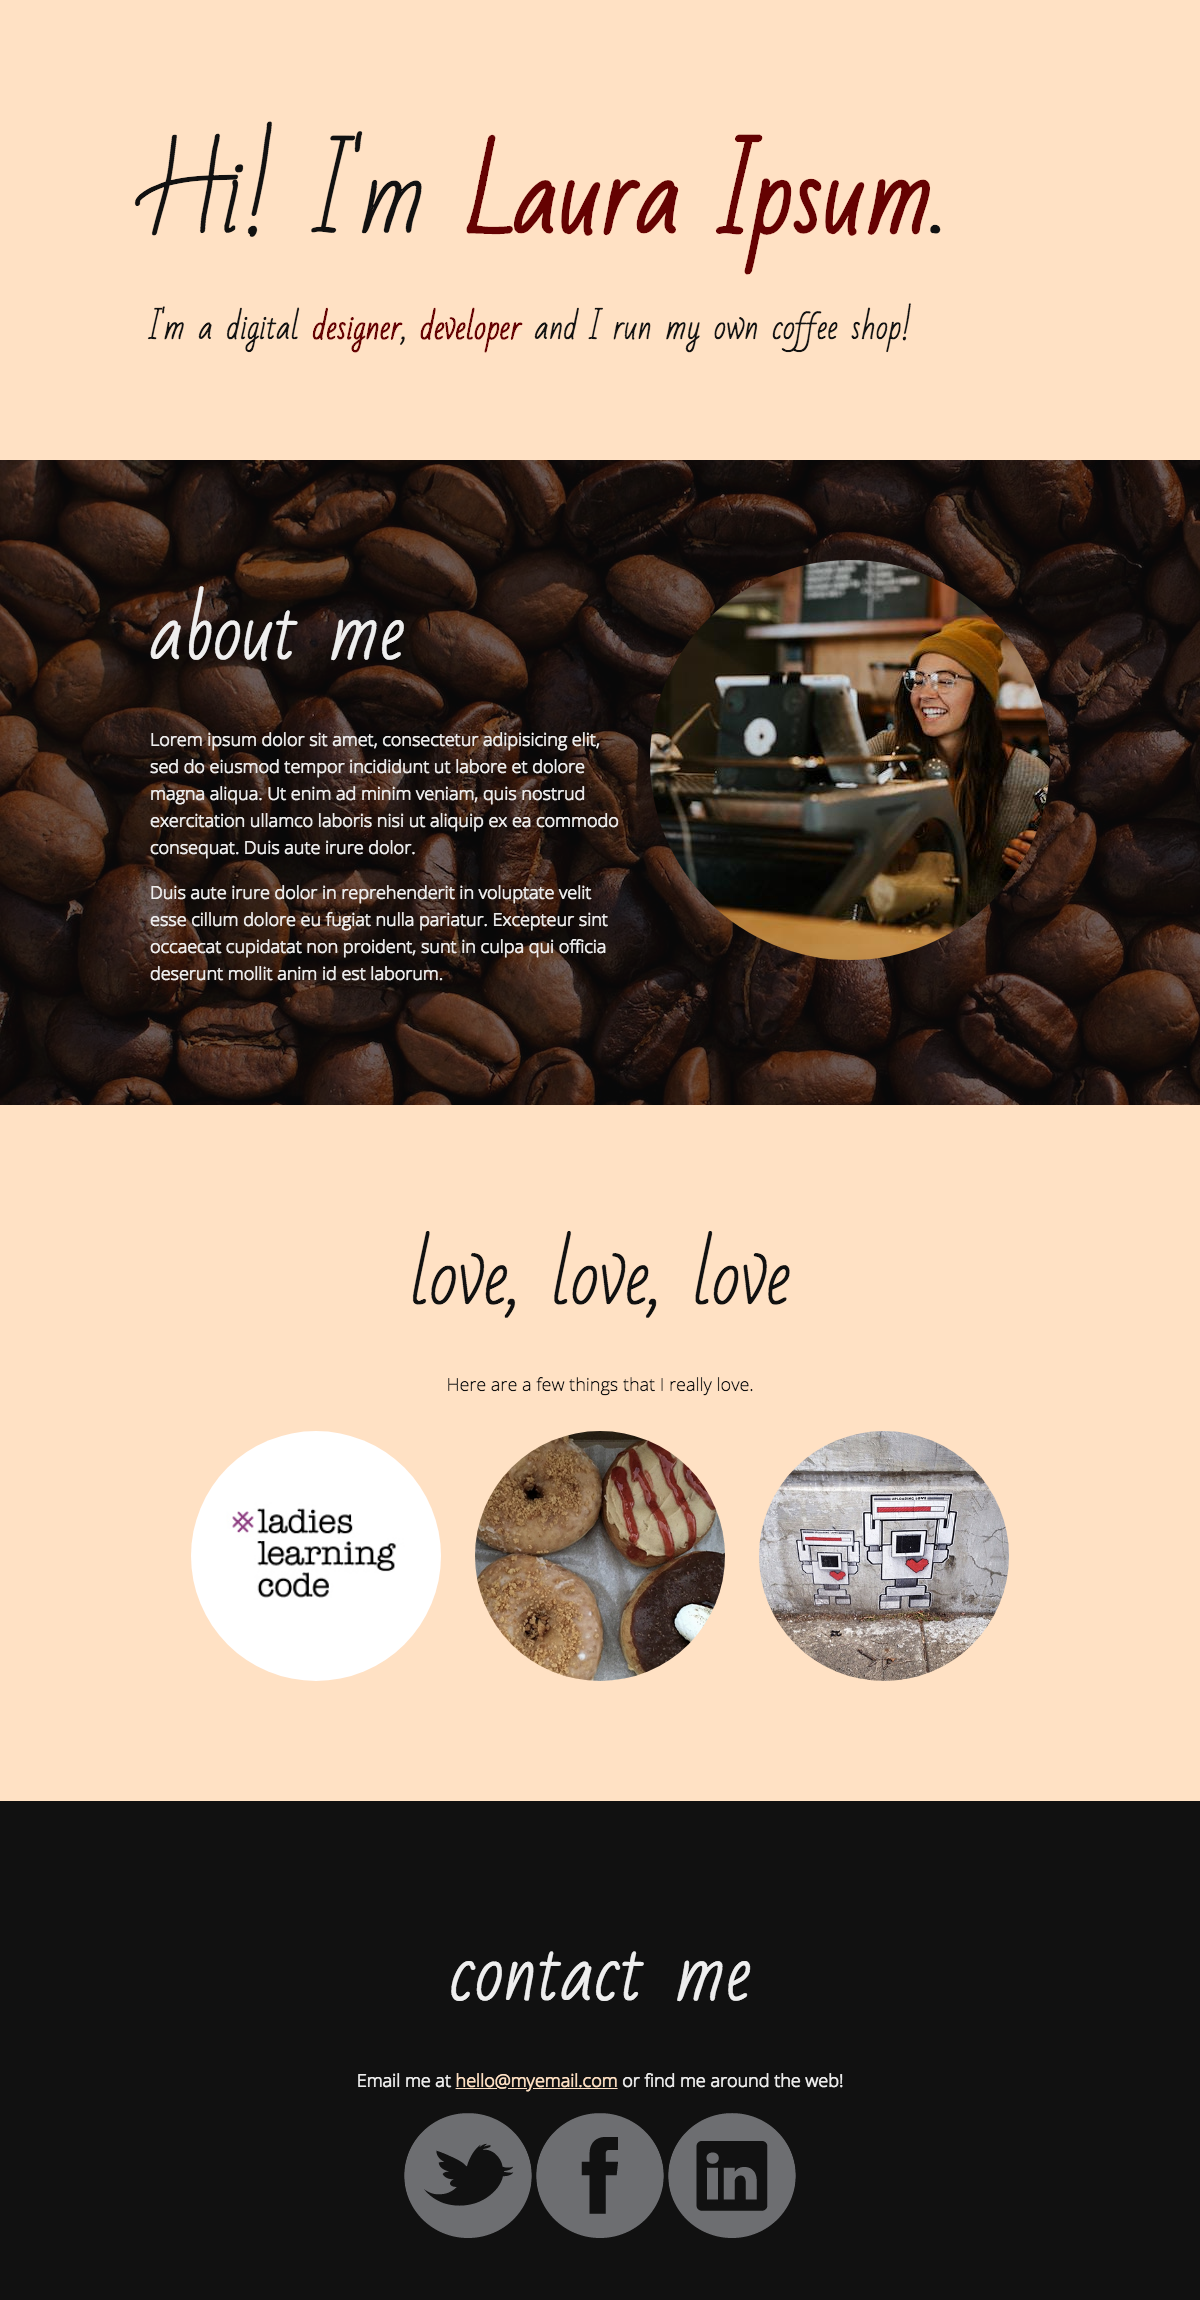 Hi! I'm Laura Ipsum.
I'm a digital designer, developer and I run my own coffee shop!
about me
Lorem ipsum dolor sit amet, consectetur adipisicing elit,
sed do eiusmod tempor incididunt ut labore et dolore
magna aliqua. Ut enim ad minim veniam, quis nostrud
exercitation ullamco laboris nisi ut aliquip ex ea commodo
consequat. Duis aute irure dolor.
Duis aute irure dolor in reprehenderit in voluptate velit
esse cillum dolore eu fugiat nulla pariatur. Excepteur sint
occaecat cupidatat non proident, sunt in culpa qui officia
deserunt mollit anim id est laborum.
love, love, love
Here are a few things that I really love.
ladies
learning
code
contact me
Email me at hello@myemail.com or find me around the web!
f
in